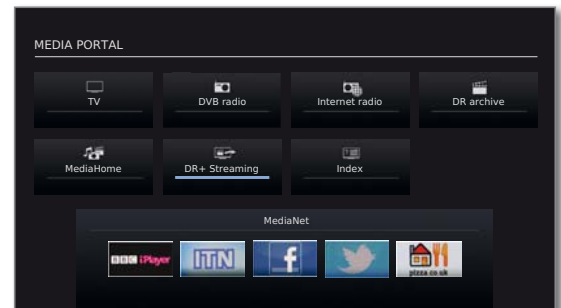 MEDIA PORTAL
TV
DVB radio
Internet radio
DR archive
MediaHome
DR+ Streaming
Index
MediaNet
BBC iPlayer ITN f pizza.co.uk